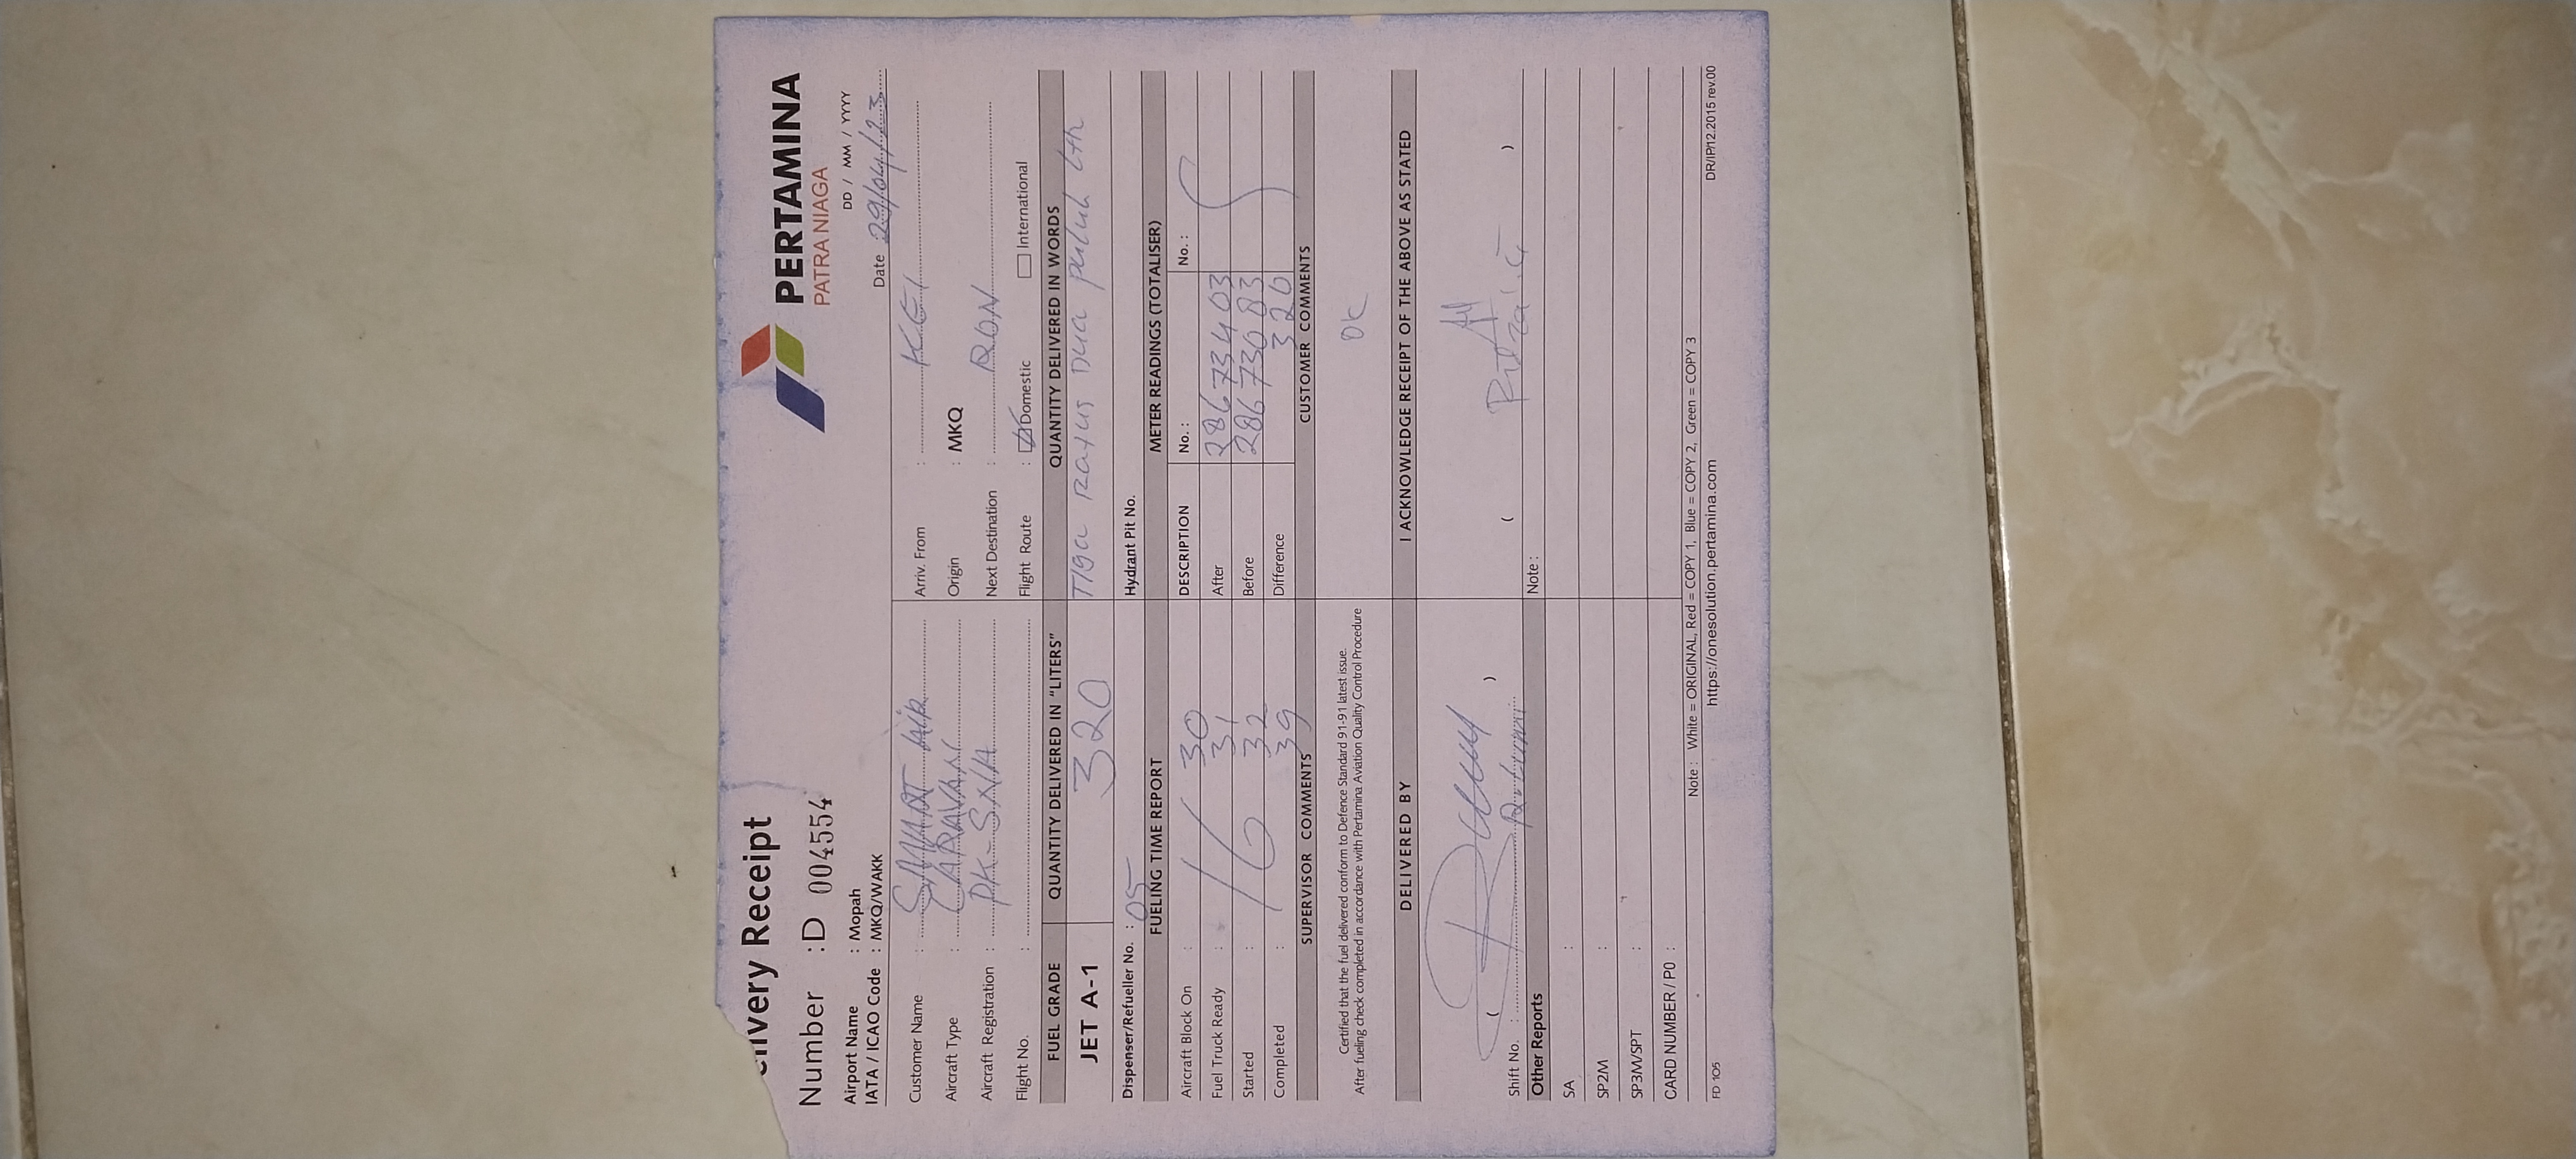 elivery Receipt
PERTAMINA
PATRA NIAGA
Number : D 004554
Airport Name : Mopah
DD / MM / YYYY
IATA / ICAO Code : MKQ/WAKK
Date 29/04/23
Customer Name : SMART Air
Arriv. From : KEI
Aircraft Type : CARAVAN
Origin : MKQ
Aircraft Registration : PK-SNA
Next Destination : RON
Flight No. :
Flight Route : Domestic International
FUEL GRADE QUANTITY DELIVERED IN "LITERS" QUANTITY DELIVERED IN WORDS
JET A-1 320 Tiga Ratus Dua puluh Ltr
Dispenser/Refueller No. : 05 Hydrant Pit No.
FUELING TIME REPORT METER READINGS (TOTALISER)
Aircraft Block On : 30 DESCRIPTION No. : No. :
Fuel Truck Ready : 31 After 286734403
Started : 16 32 Before 286730083
Completed : 39 Difference 320
SUPERVISOR COMMENTS CUSTOMER COMMENTS
Certified that the fuel delivered conform to Defence Standard 91-91 latest issue.
After fueling check completed in accordance with Pertamina Aviation Quality Control Procedure
OK
DELIVERED BY I ACKNOWLEDGE RECEIPT OF THE ABOVE AS STATED
( ) ( )
Shift No. :
Other Reports Note :
SA :
SP2M :
SP3M/SPT :
CARD NUMBER / PO :
Note : White = ORIGINAL, Red = COPY 1, Blue = COPY 2, Green = COPY 3
FD 105 https://onesolution.pertamina.com DR/IP/12.2015 rev.00